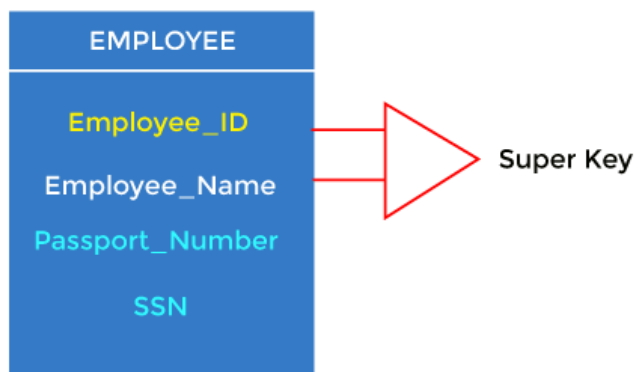 EMPLOYEE
Employee_ID
Employee_Name
Passport_Number
SSN
Super Key